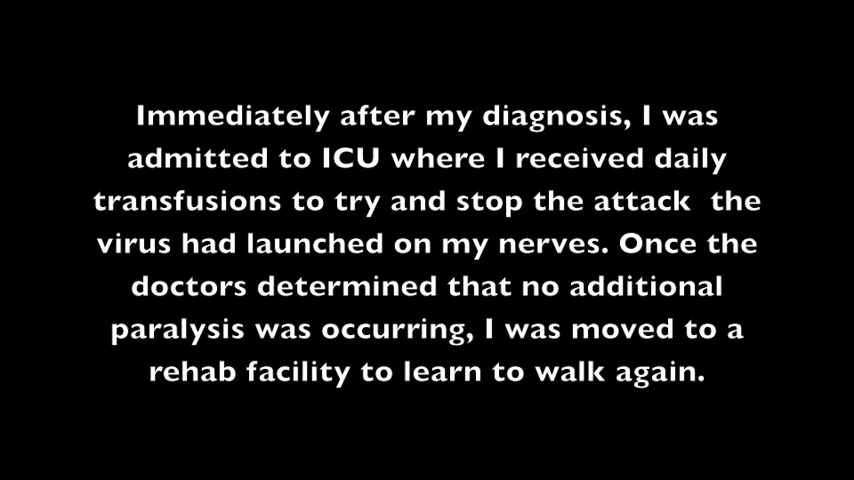 Immediately after my diagnosis, I was
admitted to ICU where I received daily
transfusions to try and stop the attack  the
virus had launched on my nerves. Once the
doctors determined that no additional
paralysis was occurring, I was moved to a
rehab facility to learn to walk again.